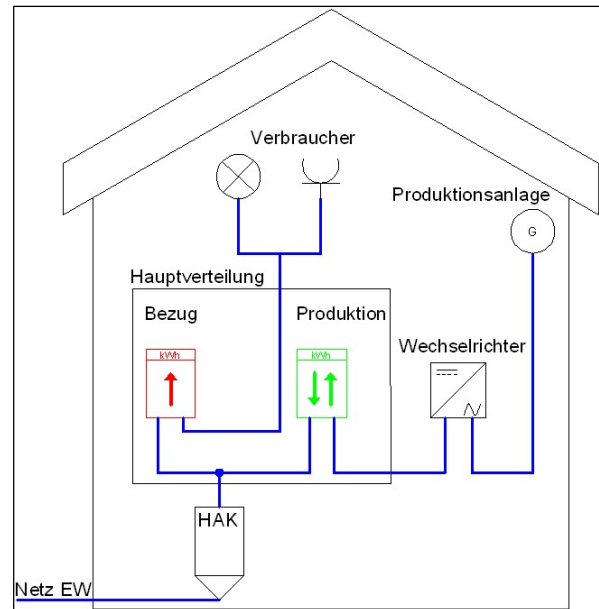 Verbraucher
Produktionsanlage
G
Hauptverteilung
Bezug
Produktion
Wechselrichter
kWh
kWh
HAK
Netz EW